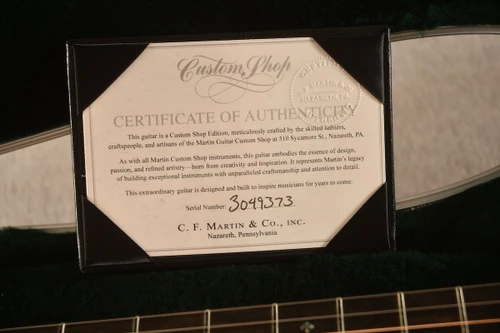 Custom Shop
CERTIFICATE OF AUTHENTICITY
This guitar is a Custom Shop Edition, meticulously crafted by the skilled luthiers,
craftspeople, and artisans of the Martin Guitar Custom Shop at 510 Sycamore St., Nazareth, PA.
As with all Martin Custom Shop instruments, this guitar embodies the essence of design,
passion, and refined artistry—born from creativity and inspiration. It represents Martin's legacy
of building exceptional instruments with unparalleled craftsmanship and attention to detail.
This extraordinary guitar is designed and built to inspire musicians for years to come.
Serial Number: 3049373
C. F. MARTIN & CO., INC.
Nazareth, Pennsylvania